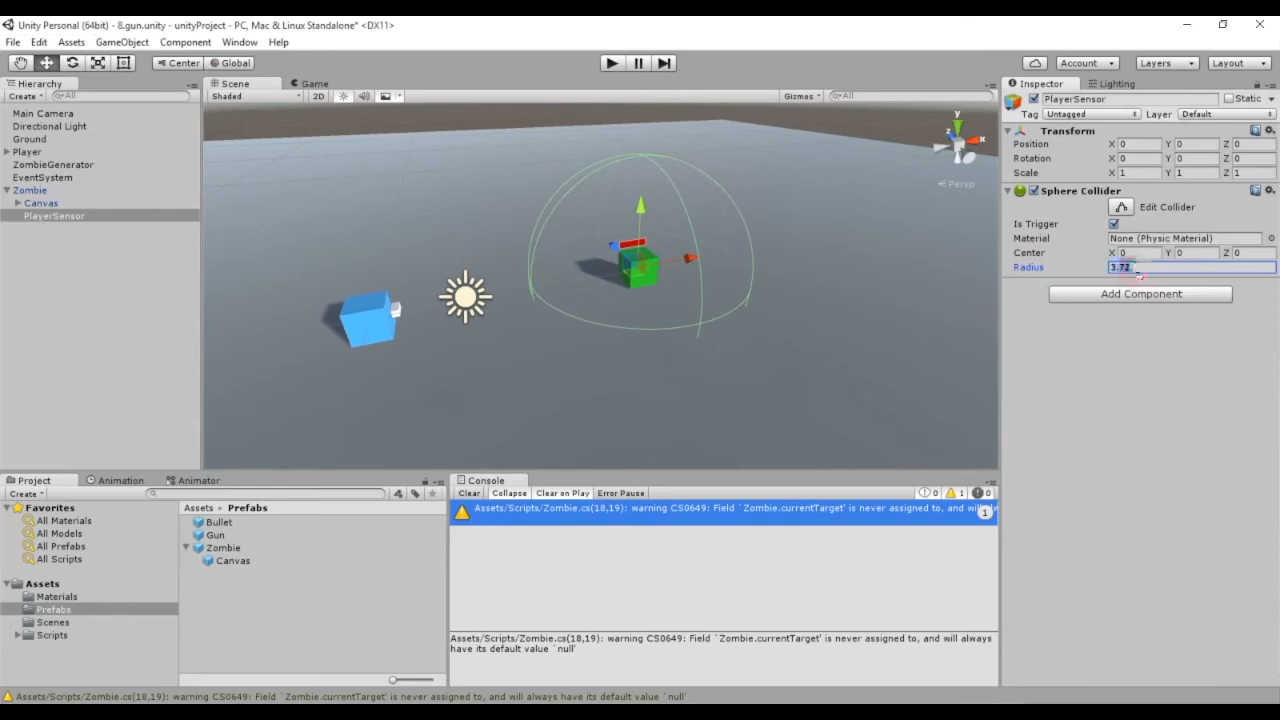 Unity Personal (64bit) - 8.gun.unity - unityProject - PC, Mac & Linux Standalone* <DX11>
File Edit Assets GameObject Component Window Help
Center Global Account Layers Layout
Hierarchy
Create All
Main Camera
Directional Light
Ground
Player
ZombieGenerator
EventSystem
Zombie
Canvas
PlayerSensor
Scene Game
Shaded 2D Gizmos All
y
x
z
Persp
Inspector Lighting
PlayerSensor Static
Tag Untagged Layer Default
Transform
Position X 0 Y 0 Z 0
Rotation X 0 Y 0 Z 0
Scale X 1 Y 1 Z 1
Sphere Collider
Edit Collider
Is Trigger
Material None (Physic Material)
Center X 0 Y 0 Z 0
Radius 3.72
Add Component
Project Animation Animator
Create
Favorites
All Materials
All Models
All Prefabs
All Scripts
Assets
Materials
Prefabs
Scenes
Scripts
Assets Prefabs
Bullet
Gun
Zombie
Canvas
Console
Clear Collapse Clear on Play Error Pause 0 1 0
Assets/Scripts/Zombie.cs(18,19): warning CS0649: Field `Zombie.currentTarget' is never assigned to, and will 1
Assets/Scripts/Zombie.cs(18,19): warning CS0649: Field `Zombie.currentTarget' is never assigned to, and will always
have its default value `null'
Assets/Scripts/Zombie.cs(18,19): warning CS0649: Field `Zombie.currentTarget' is never assigned to, and will always have its default value `null'